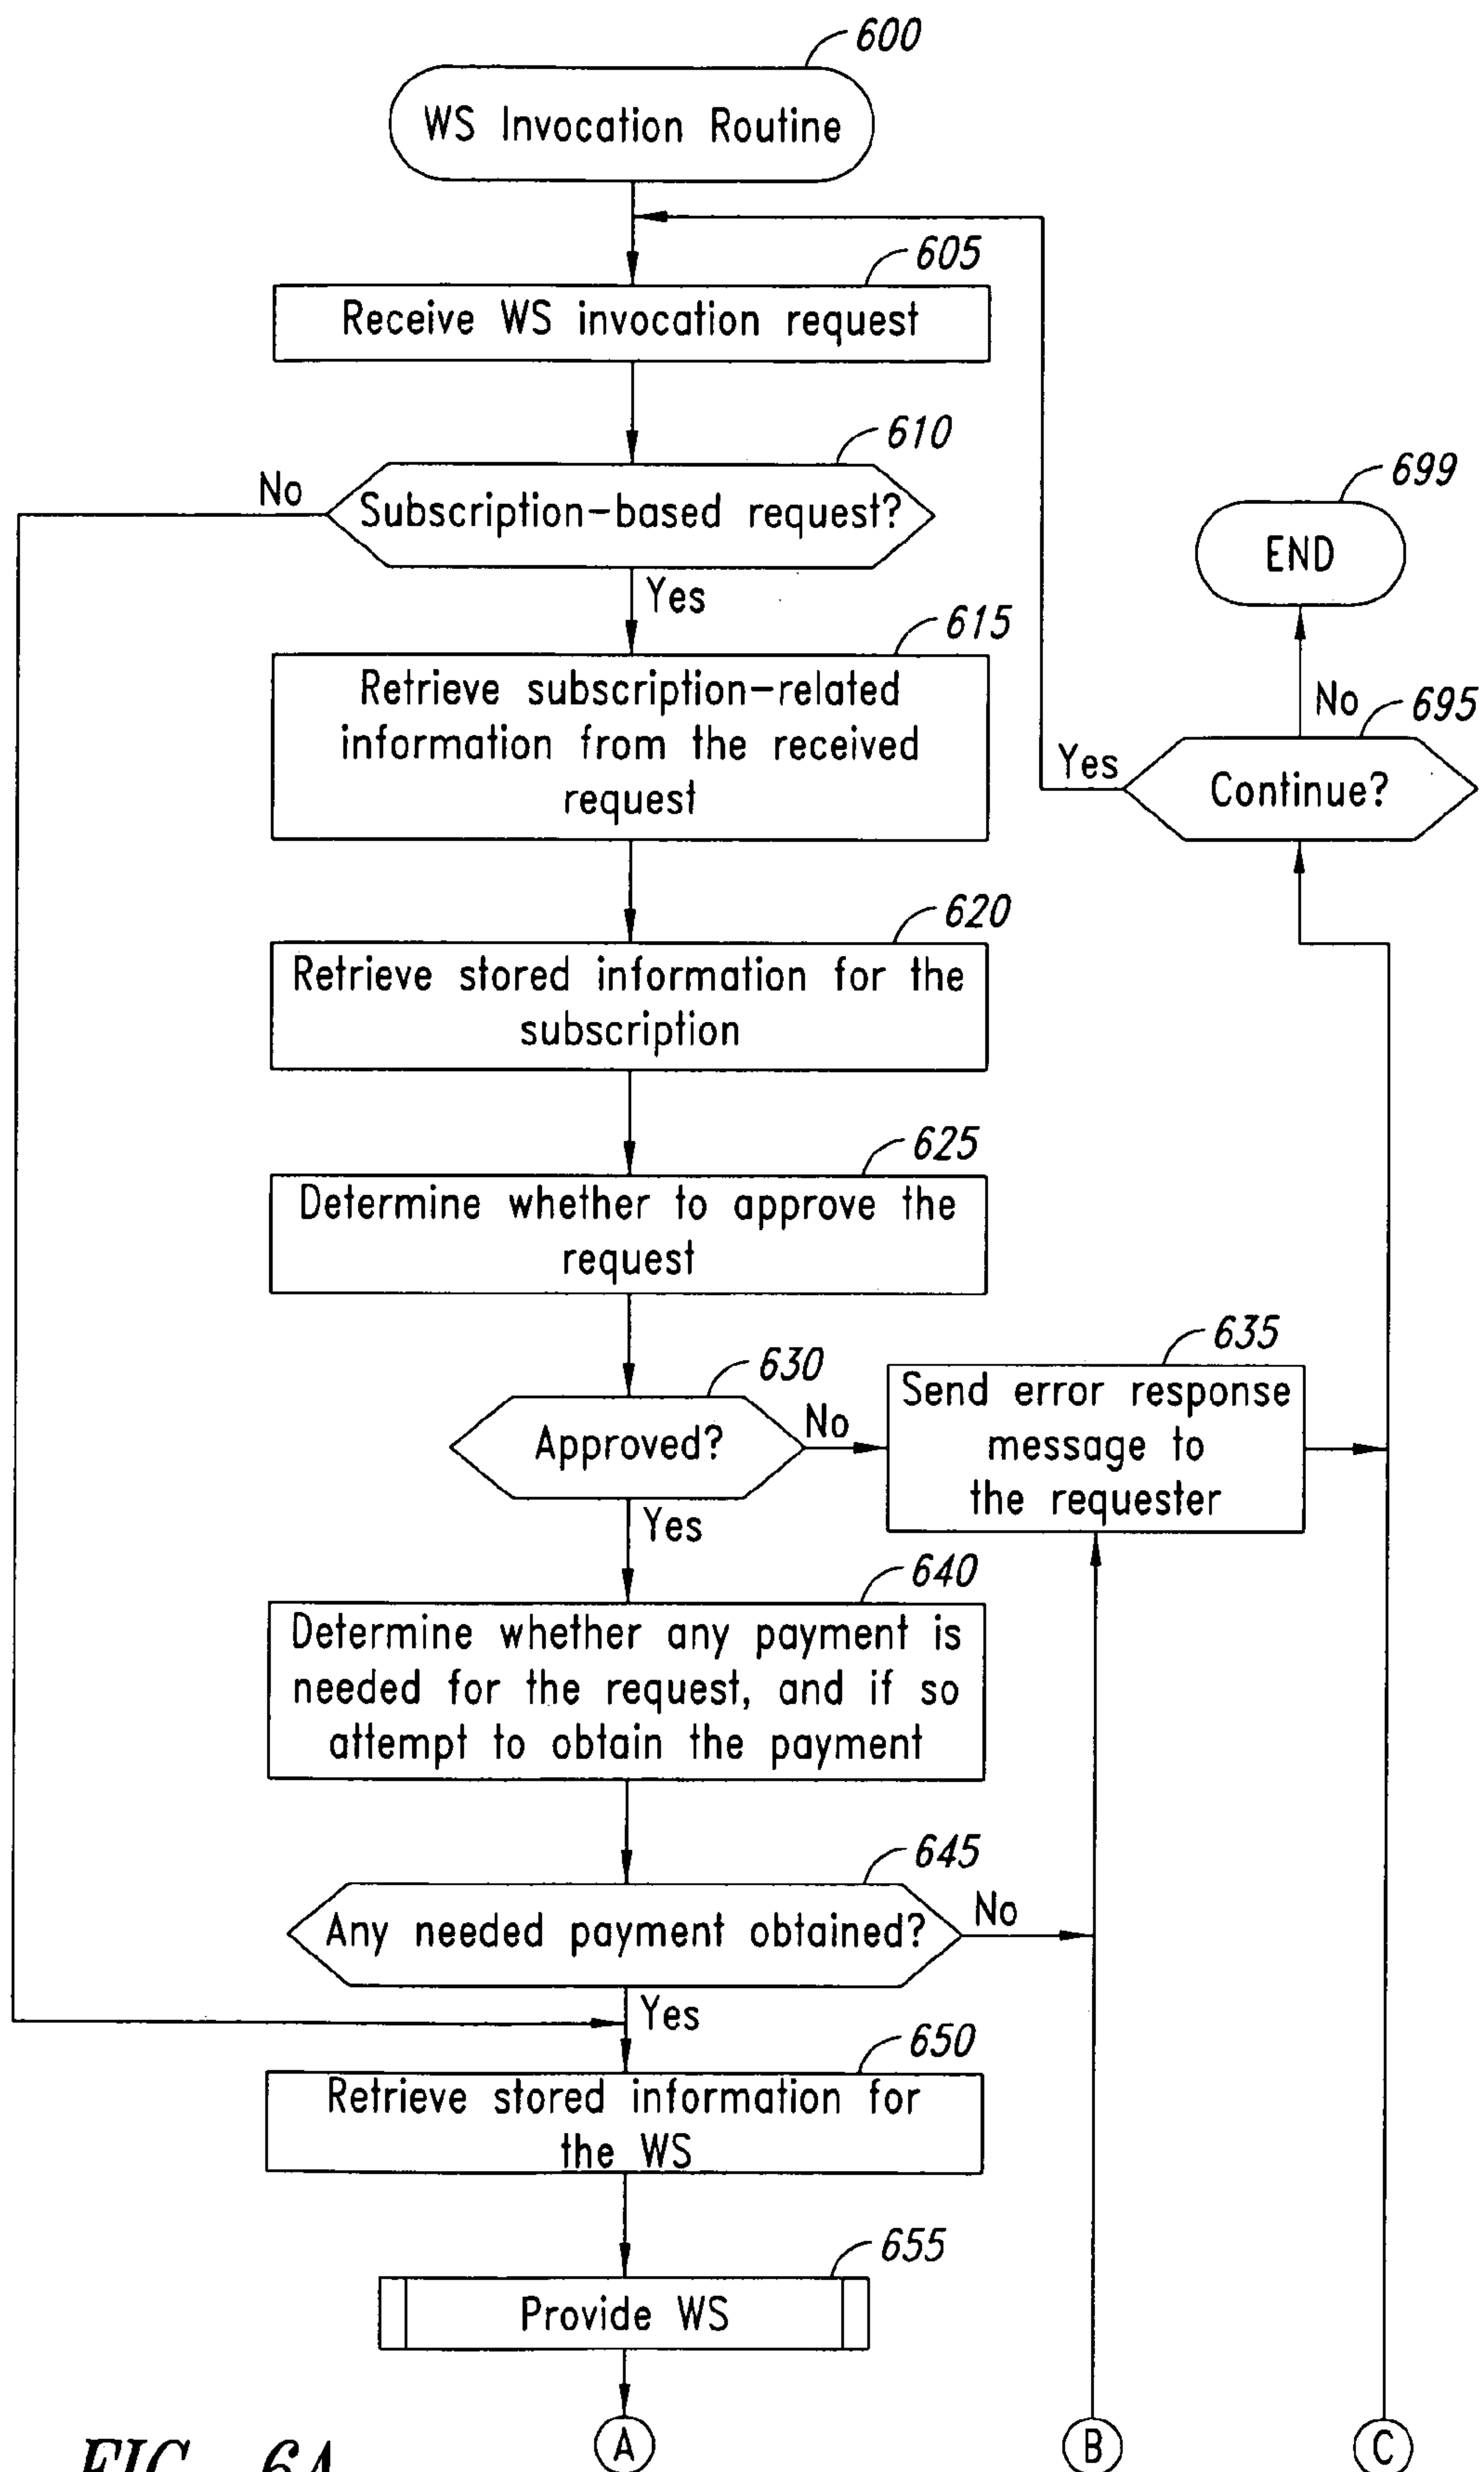 600
WS Invocation Routine
605
Receive WS invocation request
610
No
Subscription-based request?
Yes
699
END
615
Retrieve subscription-related
information from the received
request
No
695
Yes
Continue?
620
Retrieve stored information for the
subscription
625
Determine whether to approve the
request
630
Approved?
No
Yes
635
Send error response
message to
the requester
640
Determine whether any payment is
needed for the request, and if so
attempt to obtain the payment
645
Any needed payment obtained?
No
Yes
650
Retrieve stored information for
the WS
655
Provide WS
A
B
C
FIG. 6A